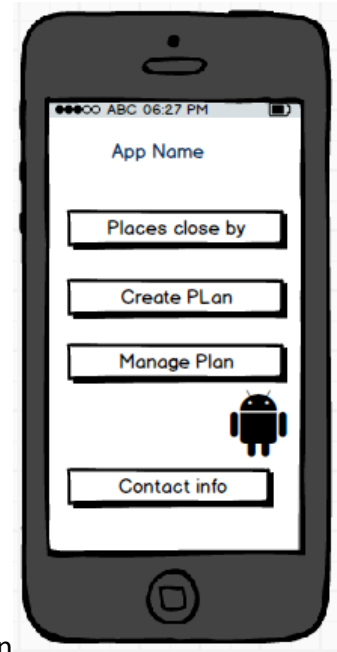 ABC 06:27 PM
App Name
Places close by
Create PLan
Manage Plan
Contact info
n